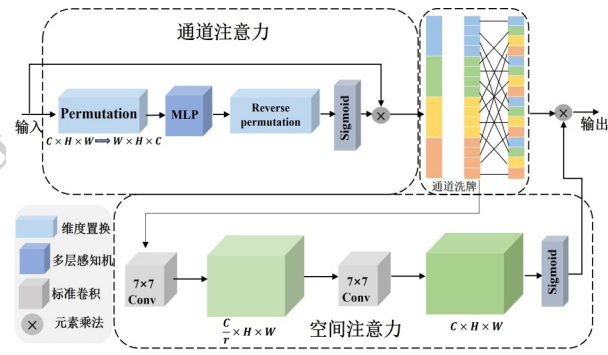 通道注意力
输入
Permutation
MLP
Reverse
permutation
Sigmoid
×
C×H×W ⟹ W×H×C
通道洗牌
×
输出
维度置换
多层感知机
标准卷积
× 元素乘法
7×7
Conv
C/r ×H×W
7×7
Conv
C×H×W
Sigmoid
空间注意力